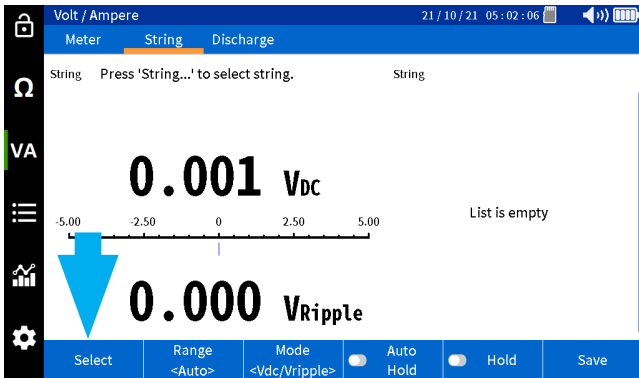 Volt / Ampere 21 / 10 / 21 05 : 02 : 06
Meter String Discharge
String Press 'String...' to select string. String
Ω
VA
0.001 VDC
List is empty
-5.00 -2.50 0 2.50 5.00
0.000 VRipple
Select Range <Auto> Mode <Vdc/Vripple> Auto Hold Hold Save